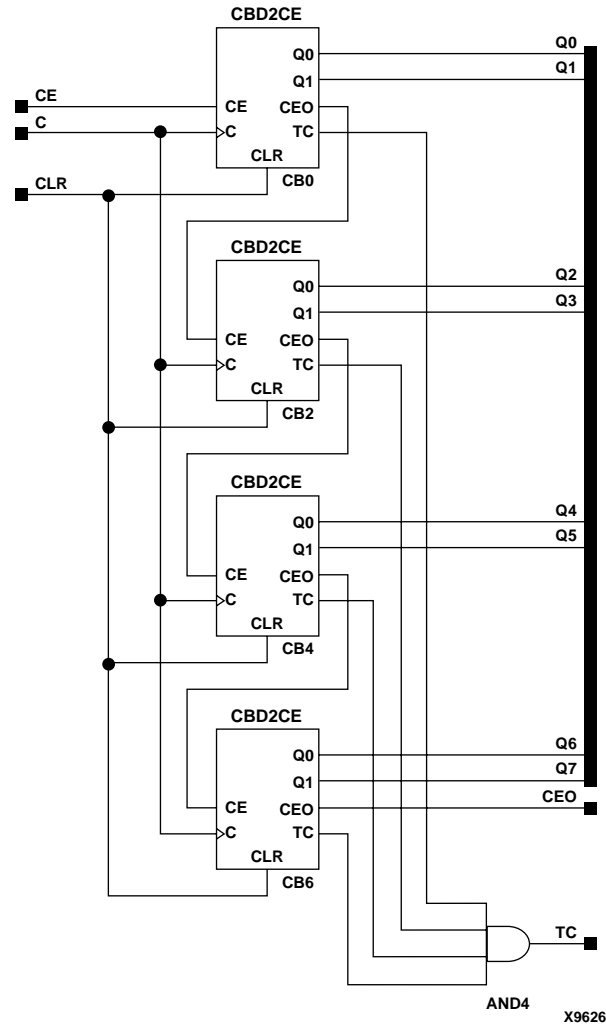 CBD2CE
Q0 Q0
Q1 Q1
CE CE CEO
C C TC
CLR
CLR CB0
CBD2CE
Q0 Q2
Q1 Q3
CE CEO
C TC
CLR
CB2
CBD2CE
Q0 Q4
Q1 Q5
CE CEO
C TC
CLR
CB4
CBD2CE
Q0 Q6
Q1 Q7
CE CEO CEO
C TC
CLR
CB6
TC
AND4
X9626